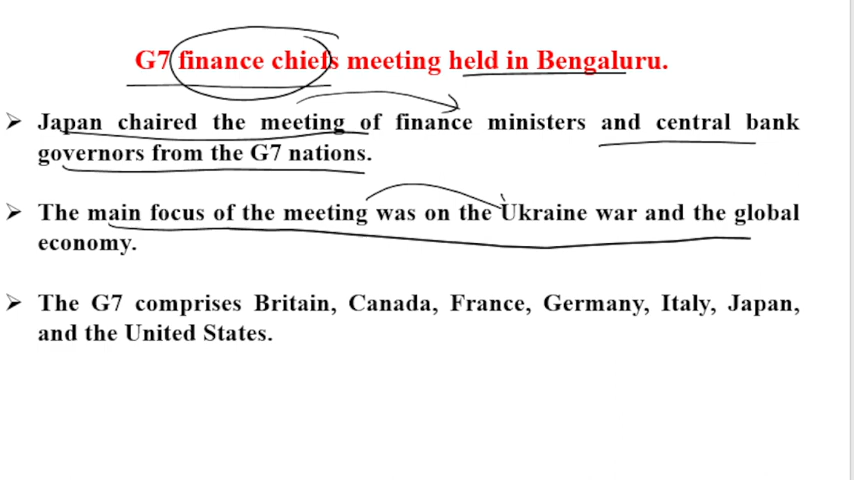 G7 finance chiefs meeting held in Bengaluru.
➢ Japan chaired the meeting of finance ministers and central bank
governors from the G7 nations.
➢ The main focus of the meeting was on the Ukraine war and the global
economy.
➢ The G7 comprises Britain, Canada, France, Germany, Italy, Japan,
and the United States.